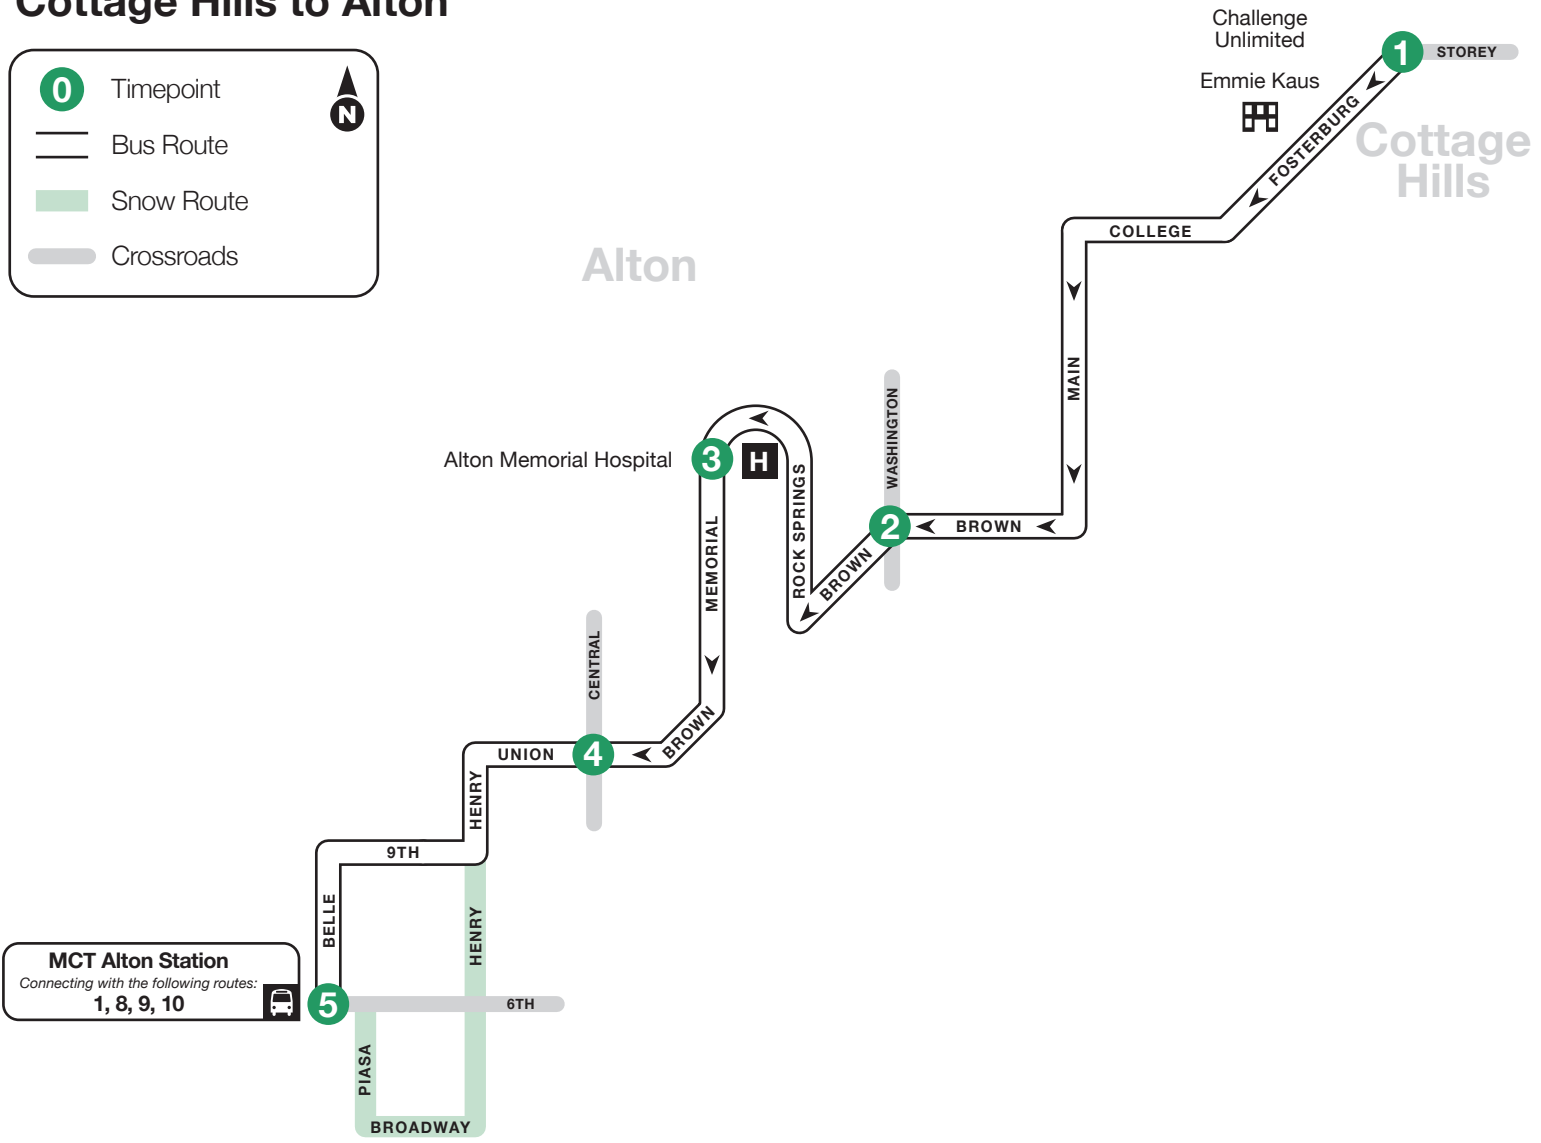 Cottage Hills to Alton
0 Timepoint
N
Bus Route
Snow Route
Crossroads
Challenge
Unlimited
Emmie Kaus
1
STOREY
FOSTERBURG
Cottage
Hills
COLLEGE
Alton
MAIN
WASHINGTON
Alton Memorial Hospital
3
H
ROCK SPRINGS
2
BROWN
BROWN
MEMORIAL
CENTRAL
BROWN
UNION
4
HENRY
9TH
BELLE
HENRY
MCT Alton Station
Connecting with the following routes:
1, 8, 9, 10
5
6TH
PIASA
BROADWAY